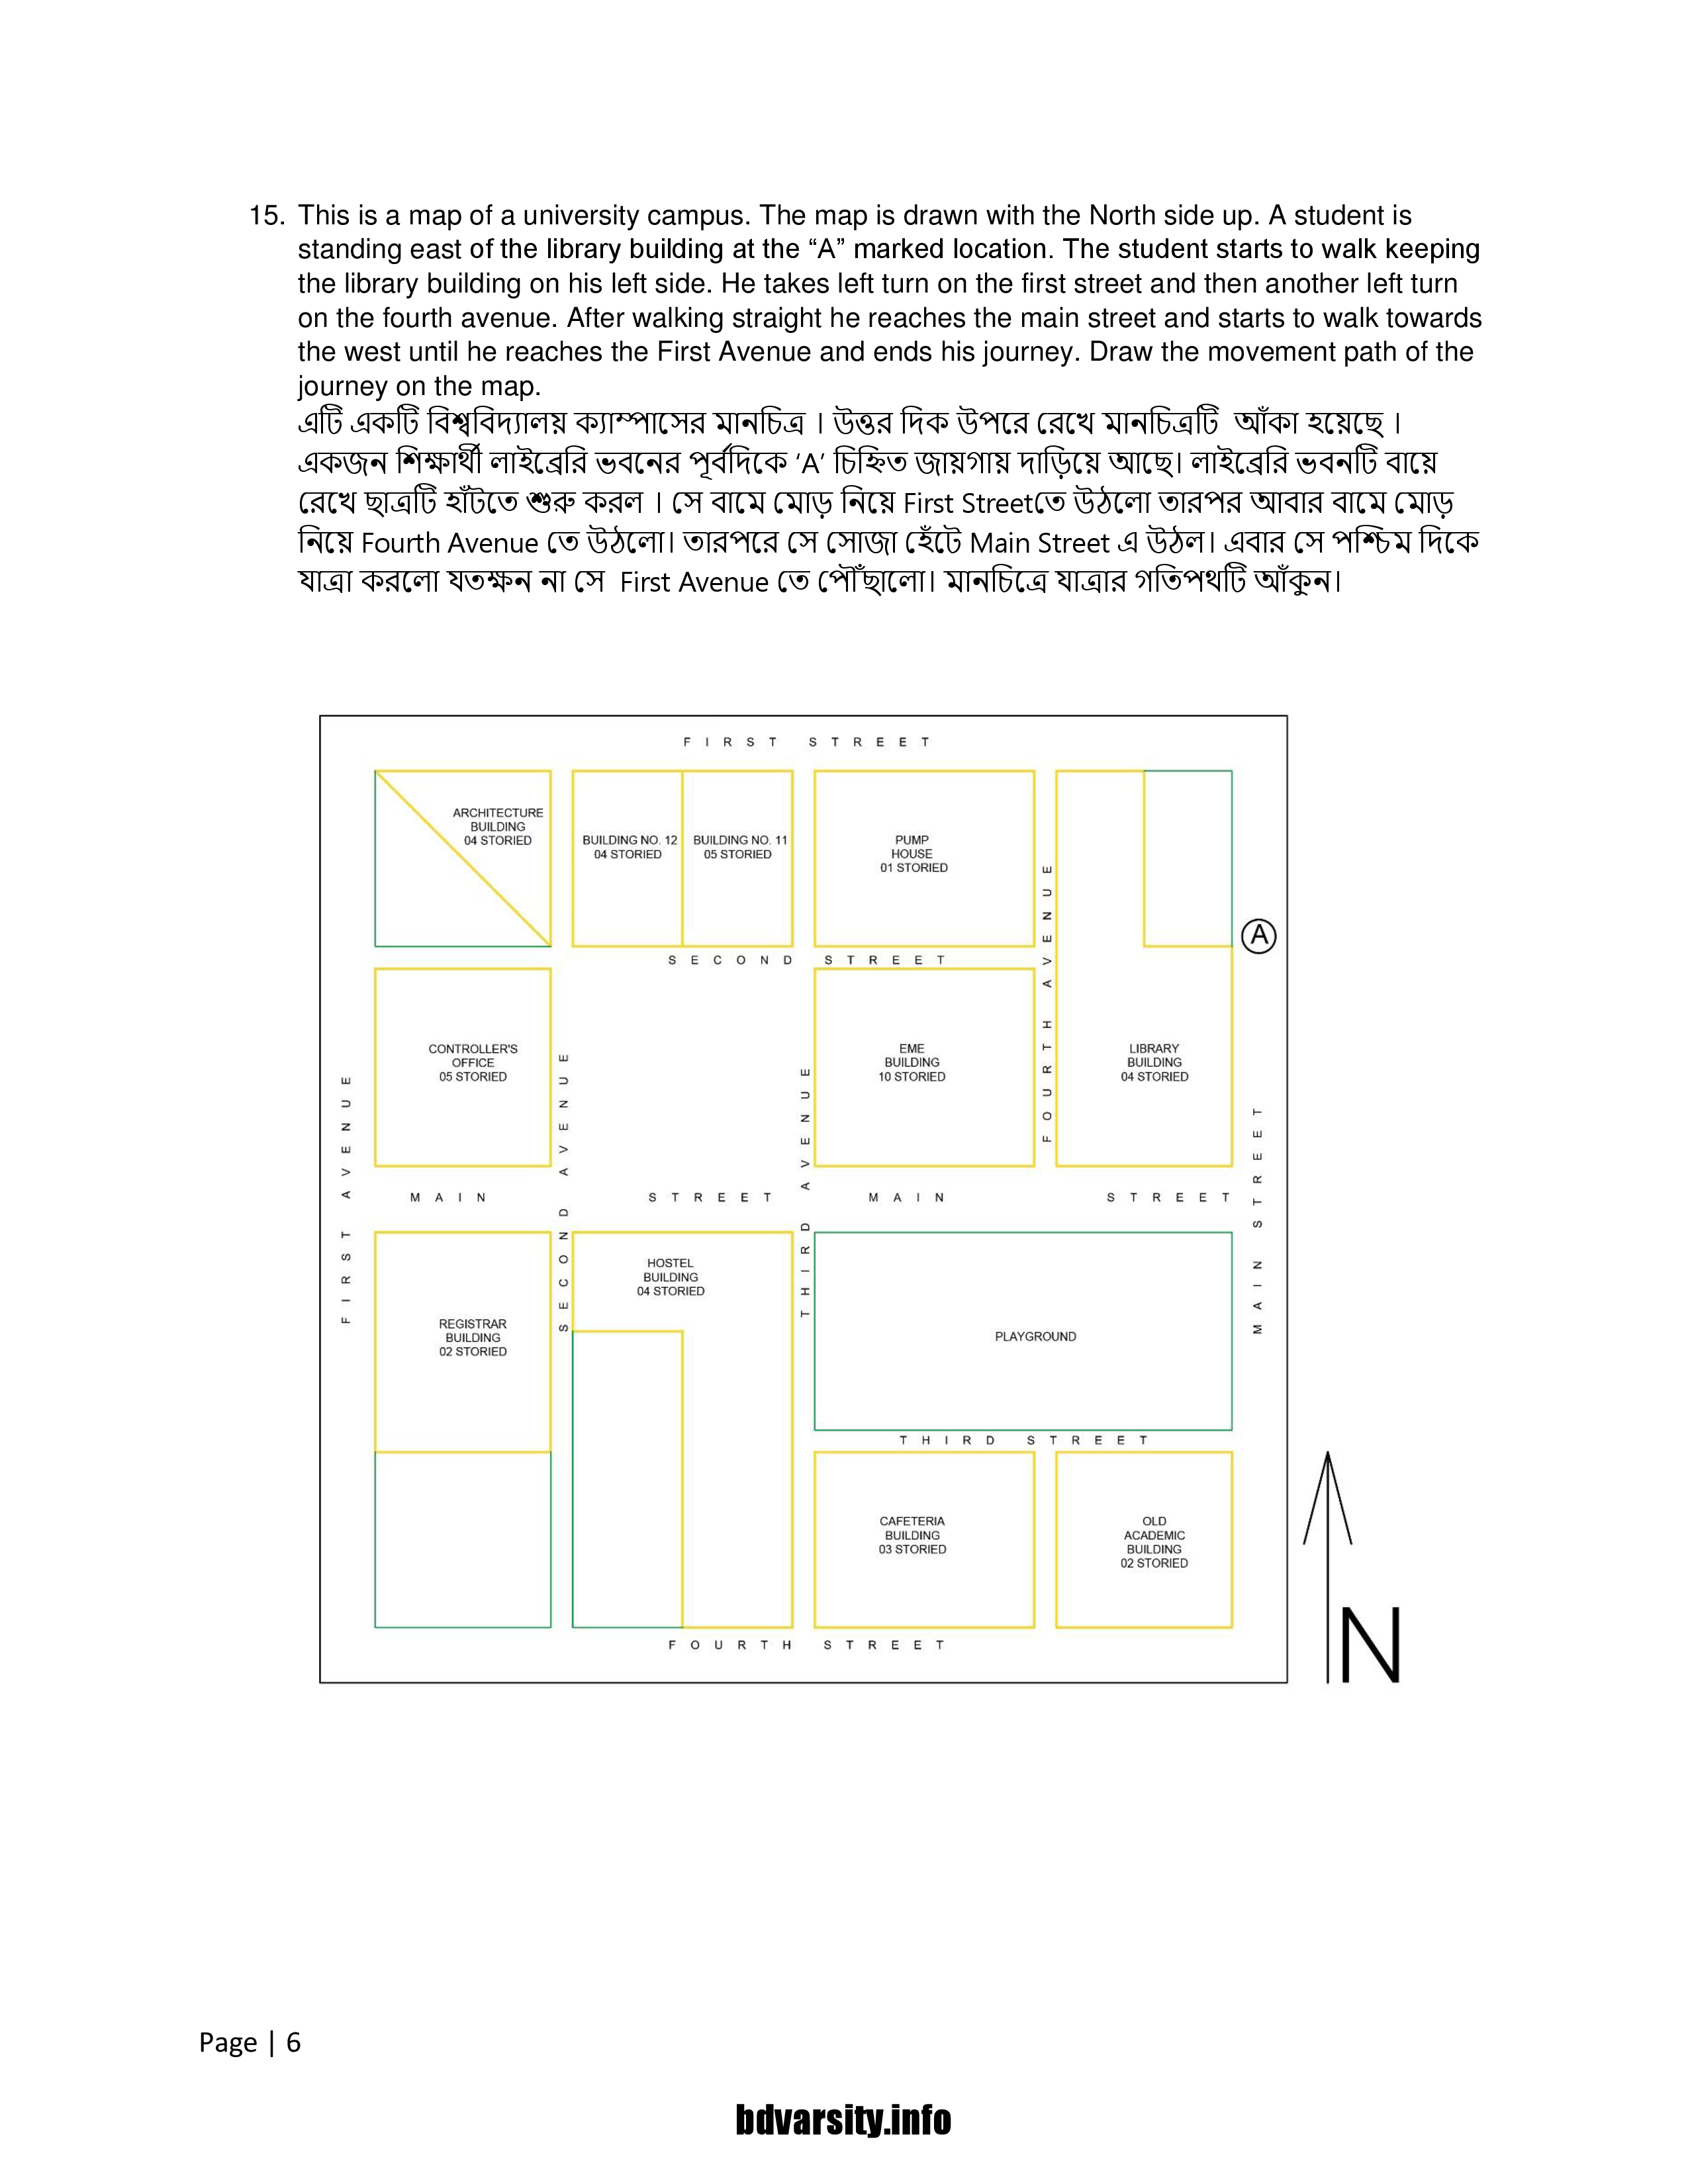 15. This is a map of a university campus. The map is drawn with the North side up. A student is
standing east of the library building at the “A” marked location. The student starts to walk keeping
the library building on his left side. He takes left turn on the first street and then another left turn
on the fourth avenue. After walking straight he reaches the main street and starts to walk towards
the west until he reaches the First Avenue and ends his journey. Draw the movement path of the
journey on the map.
এটি একটি বিশ্ববিদ্যালয় ক্যাম্পাসের মানচিত্র । উত্তর দিক উপরে রেখে মানচিত্রটি আঁকা হয়েছে ।
একজন শিক্ষার্থী লাইব্রেরি ভবনের পূর্বদিকে ‘A’ চিহ্নিত জায়গায় দাড়িয়ে আছে। লাইব্রেরি ভবনটি বায়ে
রেখে ছাত্রটি হাঁটতে শুরু করল । সে বামে মোড় নিয়ে First Streetতে উঠলো তারপর আবার বামে মোড়
নিয়ে Fourth Avenue তে উঠলো। তারপরে সে সোজা হেঁটে Main Street এ উঠল। এবার সে পশ্চিম দিকে
যাত্রা করলো যতক্ষন না সে First Avenue তে পৌঁছালো। মানচিত্রে যাত্রার গতিপথটি আঁকুন।
FIRST STREET
ARCHITECTURE
BUILDING
04 STORIED
BUILDING NO. 12
04 STORIED
BUILDING NO. 11
05 STORIED
PUMP
HOUSE
01 STORIED
FOURTH AVENUE
A
SECOND STREET
CONTROLLER'S
OFFICE
05 STORIED
EME
BUILDING
10 STORIED
LIBRARY
BUILDING
04 STORIED
FIRST AVENUE
SECOND AVENUE
THIRD AVENUE
MAIN STREET
MAIN STREET MAIN STREET
REGISTRAR
BUILDING
02 STORIED
HOSTEL
BUILDING
04 STORIED
PLAYGROUND
THIRD STREET
CAFETERIA
BUILDING
03 STORIED
OLD
ACADEMIC
BUILDING
02 STORIED
FOURTH STREET
N
Page | 6
bdvarsity.info